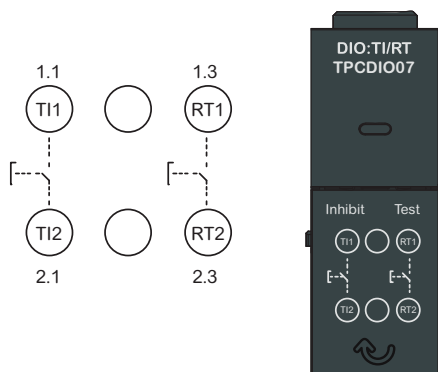 1.1 1.3
TI1 RT1
TI2 RT2
2.1 2.3
DIO:TI/RT
TPCDIO07
Inhibit Test
TI1 RT1
TI2 RT2